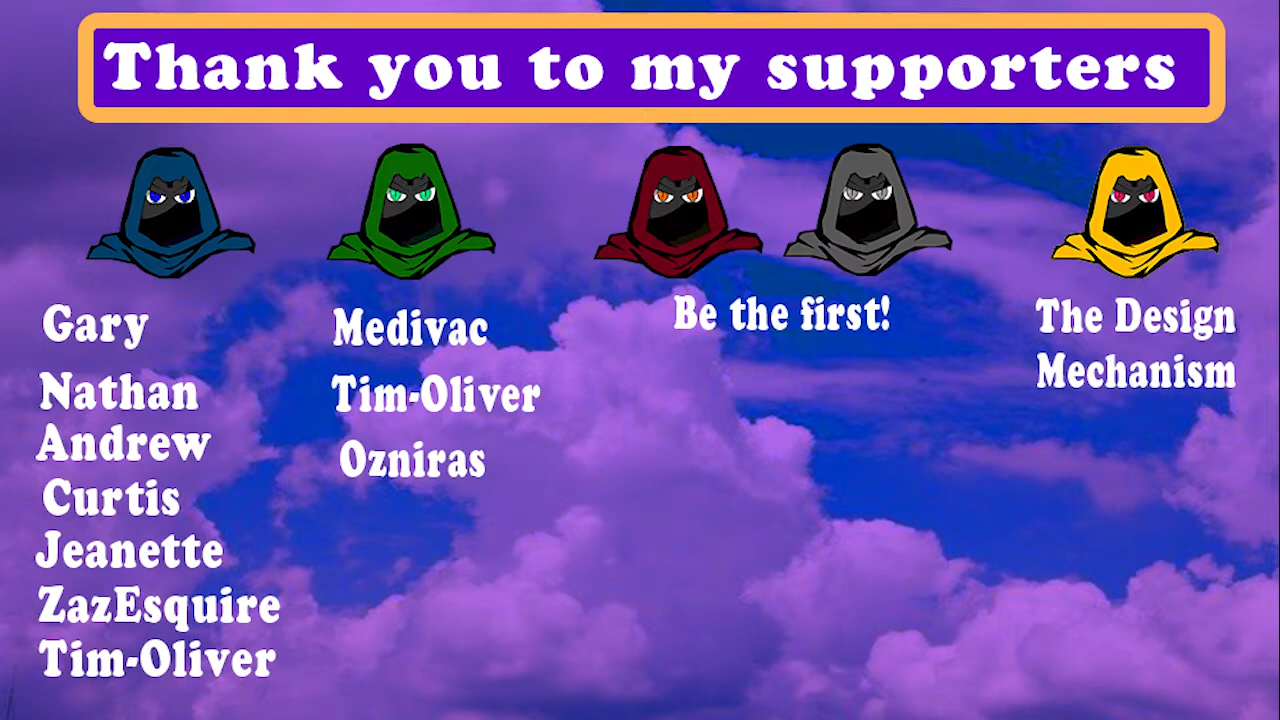 Thank you to my supporters
Gary
Nathan
Andrew
Curtis
Jeanette
ZazEsquire
Tim-Oliver
Medivac
Tim-Oliver
Ozniras
Be the first!
The Design
Mechanism